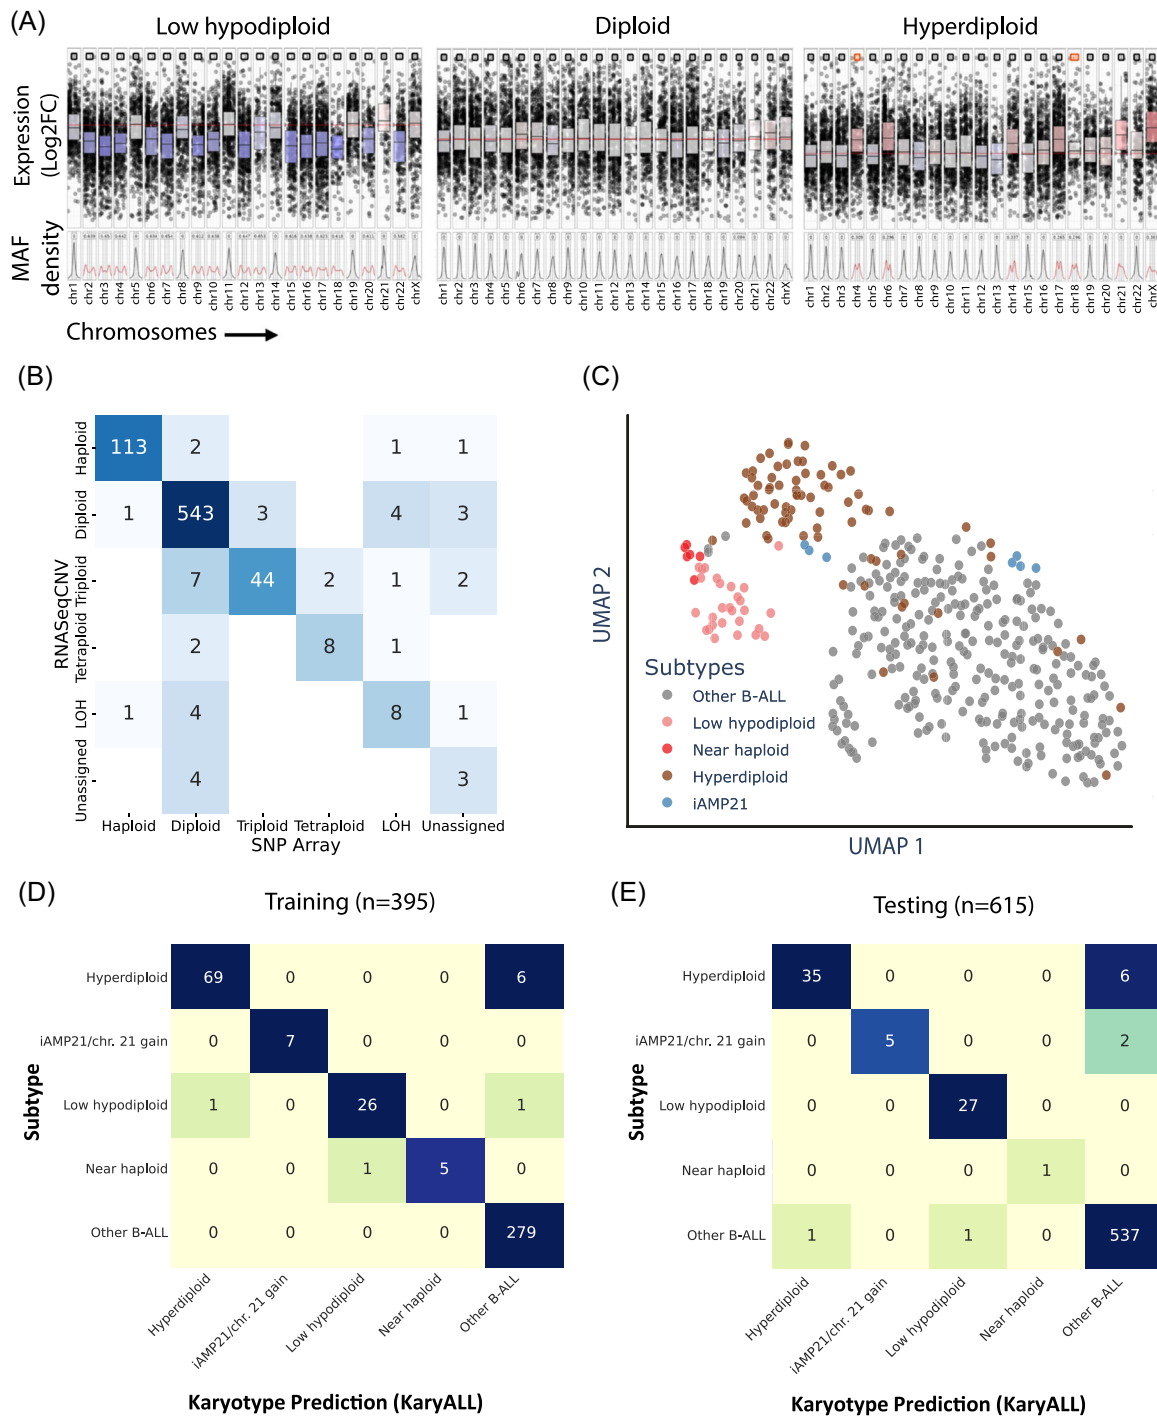 (A)
Low hypodiploid
Diploid
Hyperdiploid
Expression
(Log2FC)
MAF
density
chr1 chr2 chr3 chr4 chr5 chr6 chr7 chr8 chr9 chr10 chr11 chr12 chr13 chr14 chr15 chr16 chr17 chr18 chr19 chr20 chr21 chr22 chrX
chr1 chr2 chr3 chr4 chr5 chr6 chr7 chr8 chr9 chr10 chr11 chr12 chr13 chr14 chr15 chr16 chr17 chr18 chr19 chr20 chr21 chr22 chrX
chr1 chr2 chr3 chr4 chr5 chr6 chr7 chr8 chr9 chr10 chr11 chr12 chr13 chr14 chr15 chr16 chr17 chr18 chr19 chr20 chr21 chr22 chrX
Chromosomes
(B)
RNASeqCNV
Haploid 113 2 1 1
Diploid 1 543 3 4 3
Triploid 7 44 2 1 2
Tetraploid 2 8 1
LOH 1 4 8 1
Unassigned 4 3
Haploid Diploid Triploid Tetraploid LOH Unassigned
SNP Array
(C)
UMAP 2
Subtypes
Other B-ALL
Low hypodiploid
Near haploid
Hyperdiploid
iAMP21
UMAP 1
(D)
Training (n=395)
Subtype
Hyperdiploid 69 0 0 0 6
iAMP21/chr. 21 gain 0 7 0 0 0
Low hypodiploid 1 0 26 0 1
Near haploid 0 0 1 5 0
Other B-ALL 0 0 0 0 279
Hyperdiploid iAMP21/chr. 21 gain Low hypodiploid Near haploid Other B-ALL
Karyotype Prediction (KaryALL)
(E)
Testing (n=615)
Subtype
Hyperdiploid 35 0 0 0 6
iAMP21/chr. 21 gain 0 5 0 0 2
Low hypodiploid 0 0 27 0 0
Near haploid 0 0 0 1 0
Other B-ALL 1 0 1 0 537
Hyperdiploid iAMP21/chr. 21 gain Low hypodiploid Near haploid Other B-ALL
Karyotype Prediction (KaryALL)